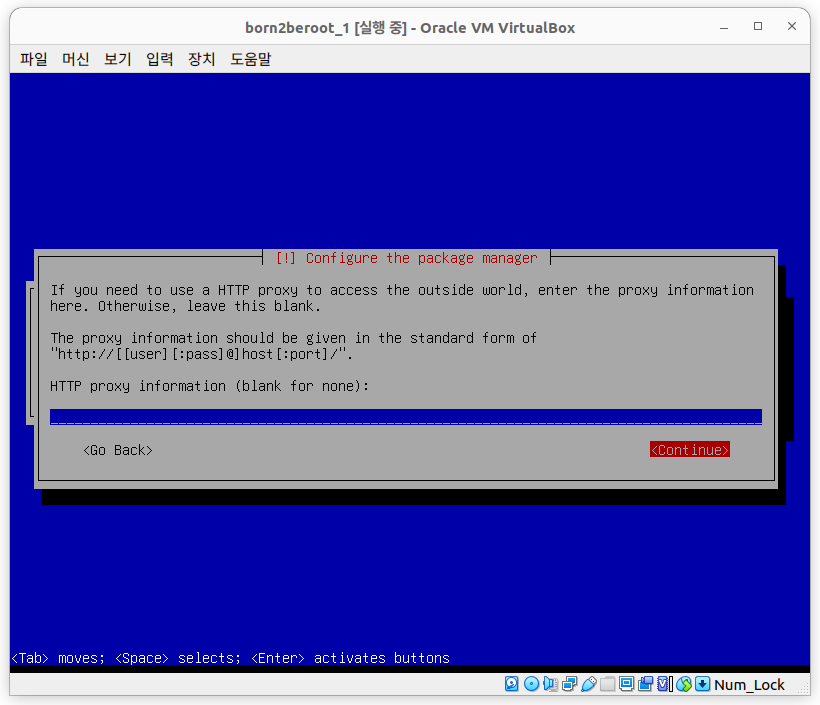 born2beroot_1 [실행 중] - Oracle VM VirtualBox
파일 머신 보기 입력 장치 도움말
[!] Configure the package manager
If you need to use a HTTP proxy to access the outside world, enter the proxy information
here. Otherwise, leave this blank.
The proxy information should be given in the standard form of
"http://[[user][:pass]@]host[:port]/".
HTTP proxy information (blank for none):
<Go Back> <Continue>
<Tab> moves; <Space> selects; <Enter> activates buttons
Num_Lock